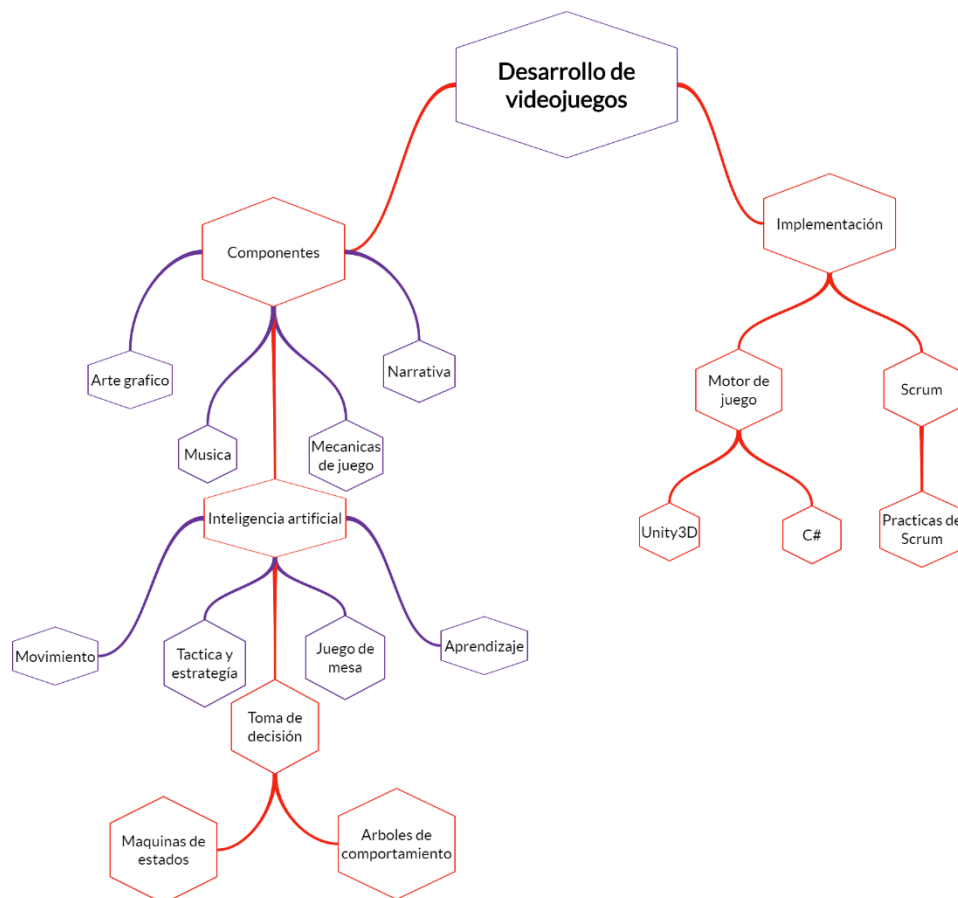 Desarrollo de
videojuegos
Componentes
Implementación
Arte grafico
Narrativa
Musica
Mecanicas
de juego
Motor de
juego
Scrum
Inteligencia artificial
Unity3D
C#
Practicas de
Scrum
Movimiento
Tactica y
estrategía
Juego de
mesa
Aprendizaje
Toma de
decisión
Maquinas de
estados
Arboles de
comportamiento